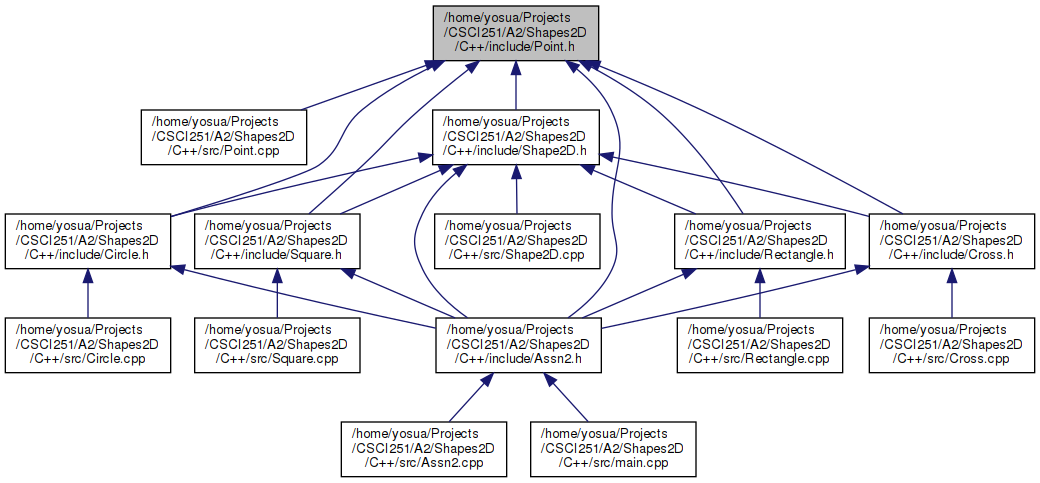 /home/yosua/Projects
/CSCI251/A2/Shapes2D
/C++/include/Point.h
/home/yosua/Projects
/CSCI251/A2/Shapes2D
/C++/src/Point.cpp
/home/yosua/Projects
/CSCI251/A2/Shapes2D
/C++/include/Shape2D.h
/home/yosua/Projects
/CSCI251/A2/Shapes2D
/C++/include/Circle.h
/home/yosua/Projects
/CSCI251/A2/Shapes2D
/C++/include/Square.h
/home/yosua/Projects
/CSCI251/A2/Shapes2D
/C++/src/Shape2D.cpp
/home/yosua/Projects
/CSCI251/A2/Shapes2D
/C++/include/Rectangle.h
/home/yosua/Projects
/CSCI251/A2/Shapes2D
/C++/include/Cross.h
/home/yosua/Projects
/CSCI251/A2/Shapes2D
/C++/src/Circle.cpp
/home/yosua/Projects
/CSCI251/A2/Shapes2D
/C++/src/Square.cpp
/home/yosua/Projects
/CSCI251/A2/Shapes2D
/C++/include/Assn2.h
/home/yosua/Projects
/CSCI251/A2/Shapes2D
/C++/src/Rectangle.cpp
/home/yosua/Projects
/CSCI251/A2/Shapes2D
/C++/src/Cross.cpp
/home/yosua/Projects
/CSCI251/A2/Shapes2D
/C++/src/Assn2.cpp
/home/yosua/Projects
/CSCI251/A2/Shapes2D
/C++/src/main.cpp